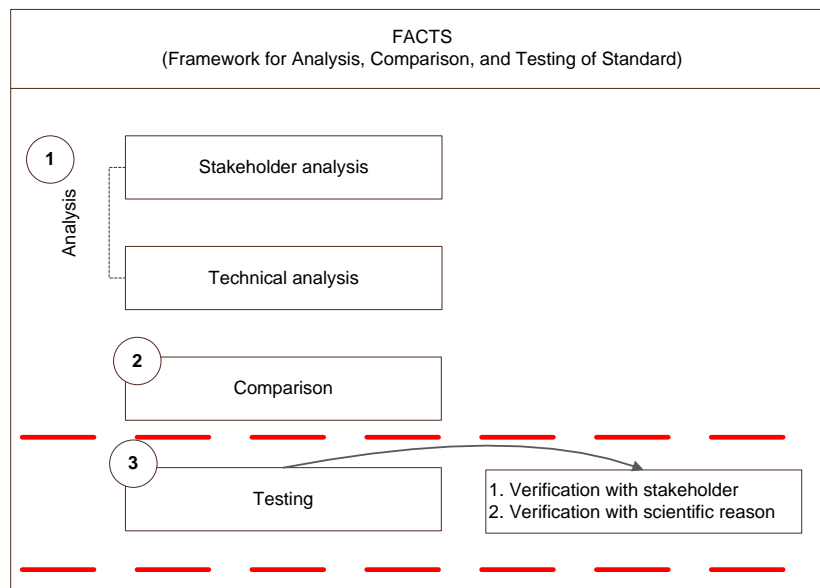 FACTS
(Framework for Analysis, Comparison, and Testing of Standard)
1
Analysis
Stakeholder analysis
Technical analysis
2
Comparison
3
Testing
1. Verification with stakeholder
2. Verification with scientific reason